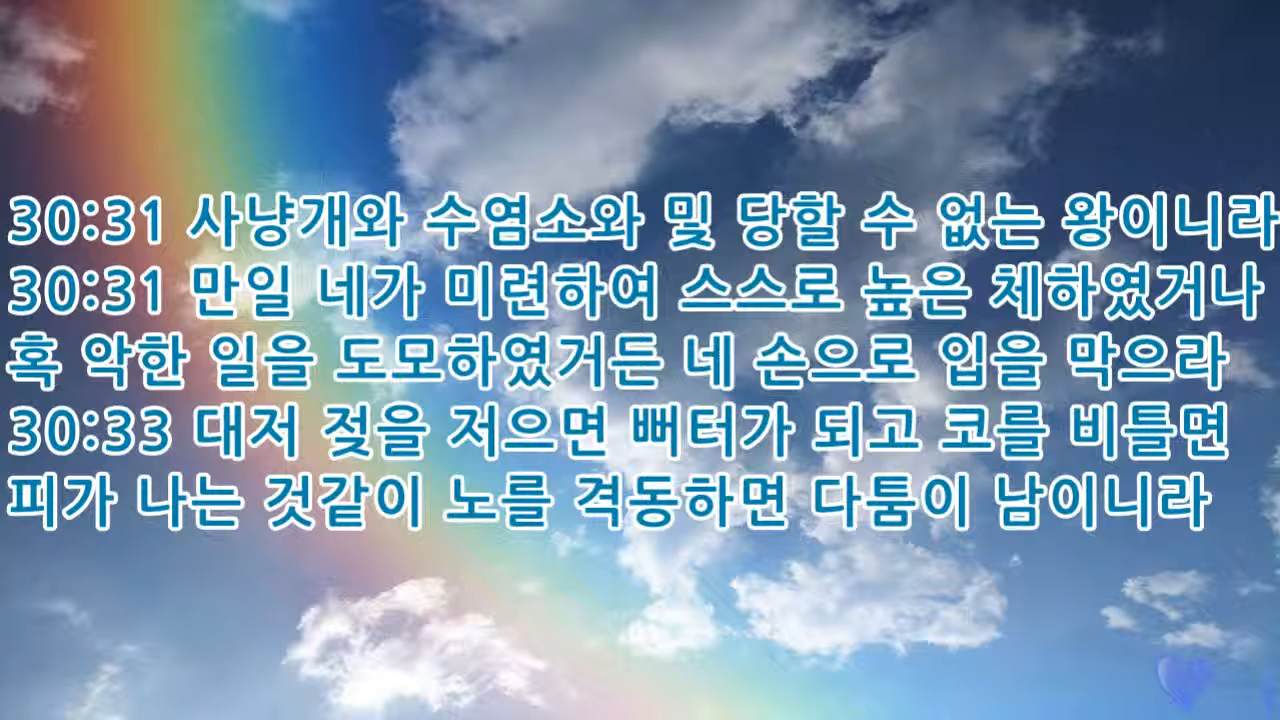 30:31 사냥개와 수염소와 및 당할 수 없는 왕이니라
30:31 만일 네가 미련하여 스스로 높은 체하였거나
혹 악한 일을 도모하였거든 네 손으로 입을 막으라
30:33 대저 젖을 저으면 뻐터가 되고 코를 비틀면
피가 나는 것같이 노를 격동하면 다툼이 남이니라